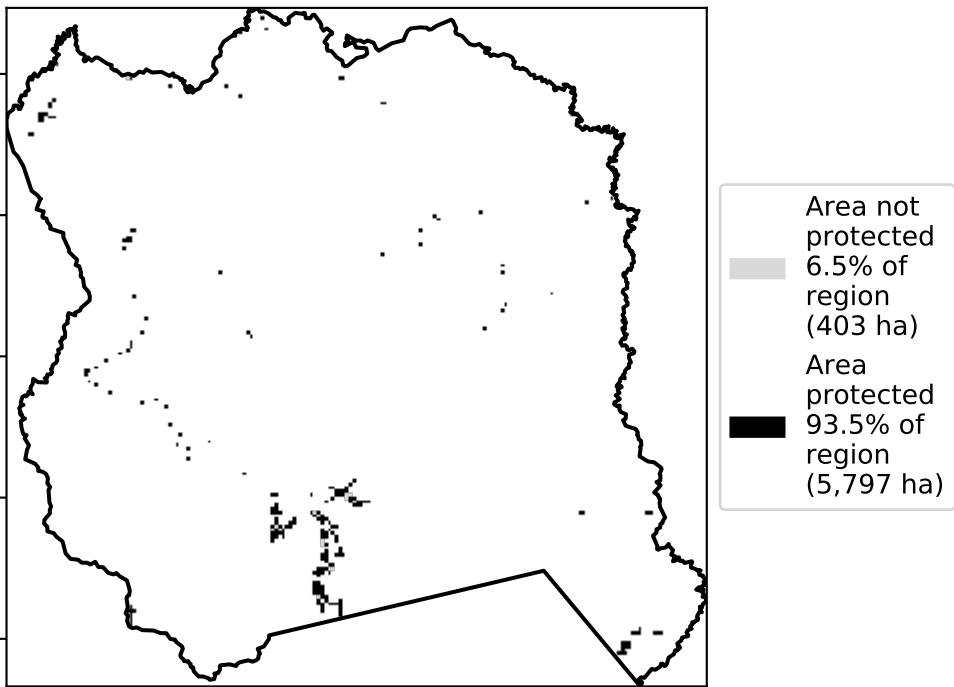 Area not
protected
6.5% of
region
(403 ha)
Area
protected
93.5% of
region
(5,797 ha)